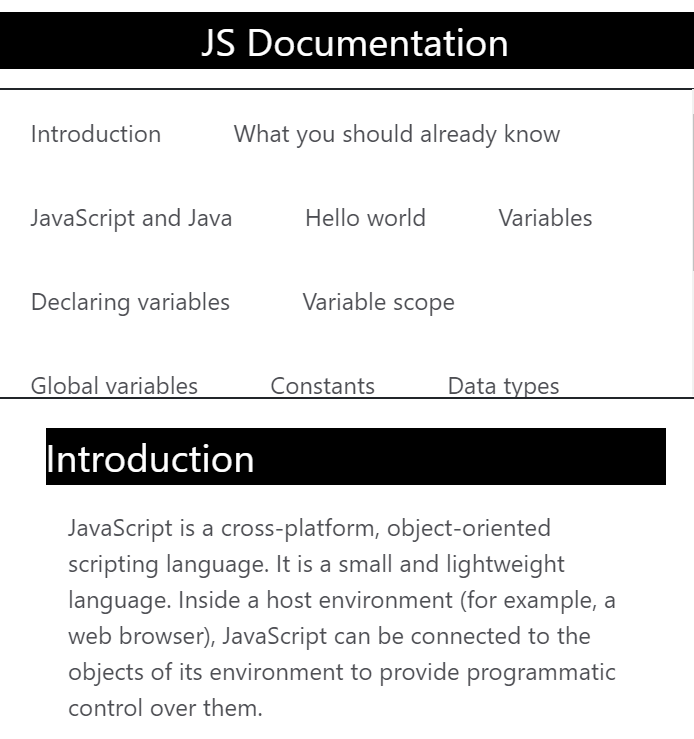 JS Documentation
Introduction What you should already know
JavaScript and Java Hello world Variables
Declaring variables Variable scope
Global variables Constants Data types
Introduction
JavaScript is a cross-platform, object-oriented
scripting language. It is a small and lightweight
language. Inside a host environment (for example, a
web browser), JavaScript can be connected to the
objects of its environment to provide programmatic
control over them.